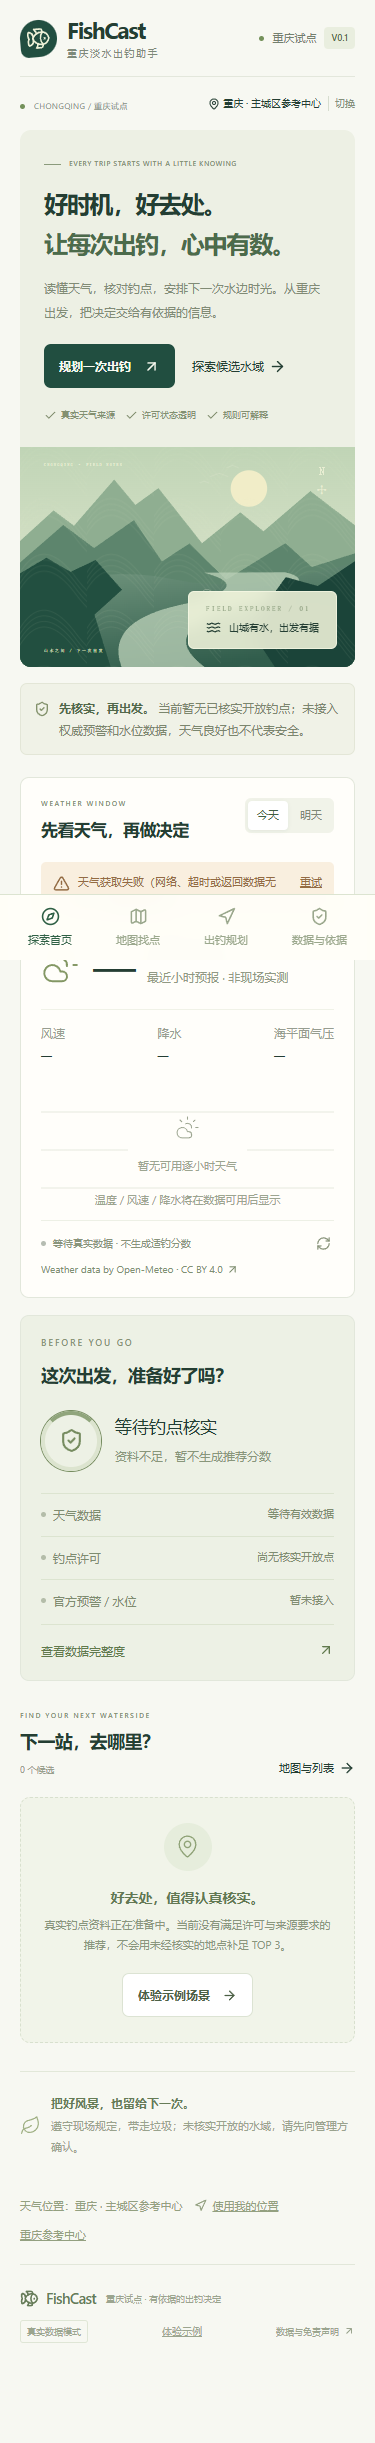 FishCast
重庆淡水出钓助手
重庆试点
V0.1
CHONGQING / 重庆试点
重庆 · 主城区参考中心
切换
EVERY TRIP STARTS WITH A LITTLE KNOWING
好时机，好去处。
让每次出钓，心中有数。
读懂天气，核对钓点，安排下一次水边时光。从重庆
出发，把决定交给有依据的信息。
规划一次出钓
探索候选水域
真实天气来源
许可状态透明
规则可解释
FIELD EXPLORER / 01
山城有水，出发有据
先核实，再出发。 当前暂无已核实开放钓点；未接入
权威预警和水位数据，天气良好也不代表安全。
WEATHER WINDOW
先看天气，再做决定
今天
明天
天气获取失败（网络、超时或返回数据无
重试
探索首页
地图找点
出钓规划
数据与依据
最近小时预报 · 非现场实测
风速
降水
海平面气压
—
—
—
暂无可用逐小时天气
温度 / 风速 / 降水将在数据可用后显示
等待真实数据 · 不生成适钓分数
Weather data by Open-Meteo · CC BY 4.0
BEFORE YOU GO
这次出发，准备好了吗？
等待钓点核实
资料不足，暂不生成推荐分数
天气数据
等待有效数据
钓点许可
尚无核实开放点
官方预警 / 水位
暂未接入
查看数据完整度
FIND YOUR NEXT WATERSIDE
下一站，去哪里？
0 个候选
地图与列表
好去处，值得认真核实。
真实钓点资料正在准备中。当前没有满足许可与来源要求的
推荐，不会用未经核实的地点补足 TOP 3。
体验示例场景
把好风景，也留给下一次。
遵守现场规定，带走垃圾；未核实开放的水域，请先向管理方
确认。
天气位置：重庆 · 主城区参考中心
使用我的位置
重庆参考中心
FishCast
重庆试点 · 有依据的出钓决定
真实数据模式
体验示例
数据与免责声明